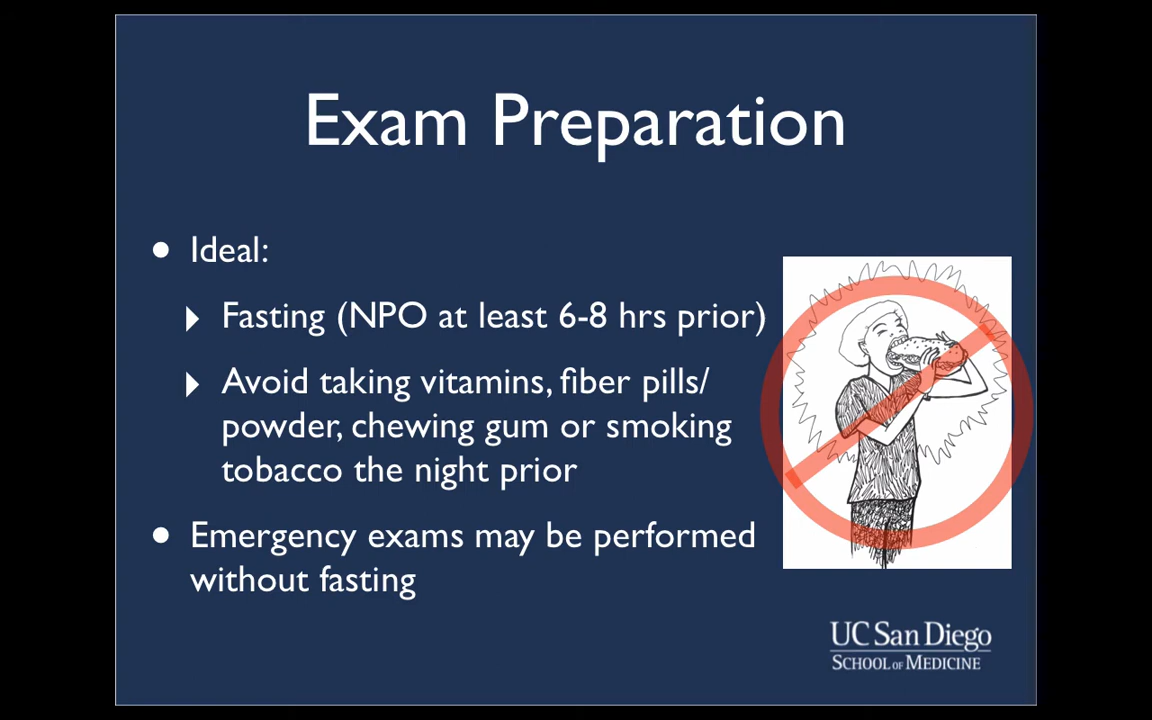 Exam Preparation
• Ideal:
‣ Fasting (NPO at least 6-8 hrs prior)
‣ Avoid taking vitamins, fiber pills/
powder, chewing gum or smoking
tobacco the night prior
• Emergency exams may be performed
without fasting
UC San Diego
SCHOOL OF MEDICINE